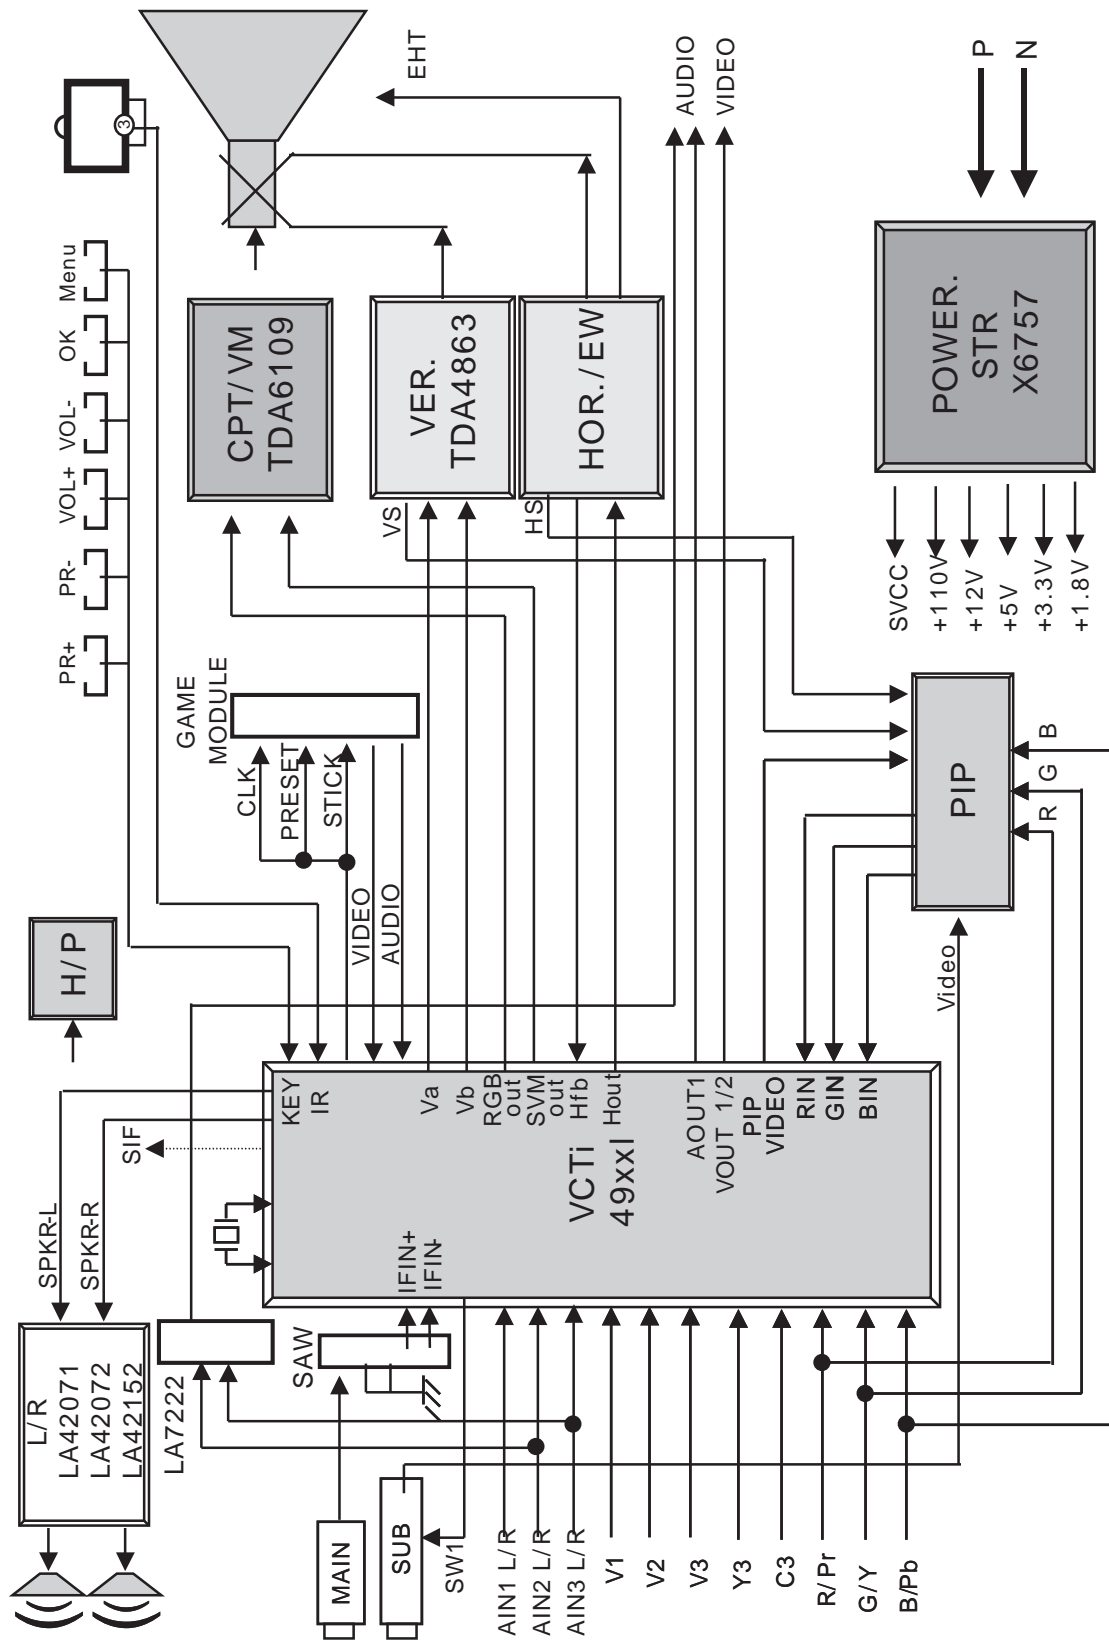 L/R
LA42071
LA42072
LA42152
SPKR-L
SPKR-R
SIF
H/P
PR+
PR-
VOL+
VOL-
OK
Menu
3
LA7222
SAW
MAIN
SUB
SW1
AIN1 L/R
AIN2 L/R
AIN3 L/R
V1
V2
V3
Y3
C3
R/Pr
G/Y
B/Pb
IFIN+
IFIN-
VCTi
49xxI
KEY
IR
Va
Vb
RGB
out
SVM
out
Hfb
Hout
AOUT1
VOUT 1/2
PIP
VIDEO
RIN
GIN
BIN
GAME
MODULE
CLK
PRESET
STICK
VIDEO
AUDIO
CPT/VM
TDA6109
VS
VER.
TDA4863
HS
HOR./EW
EHT
AUDIO
VIDEO
Video
PIP
R
G
B
SVCC
+110V
+12V
+5V
+3.3V
+1.8V
POWER.
STR
X6757
P
N